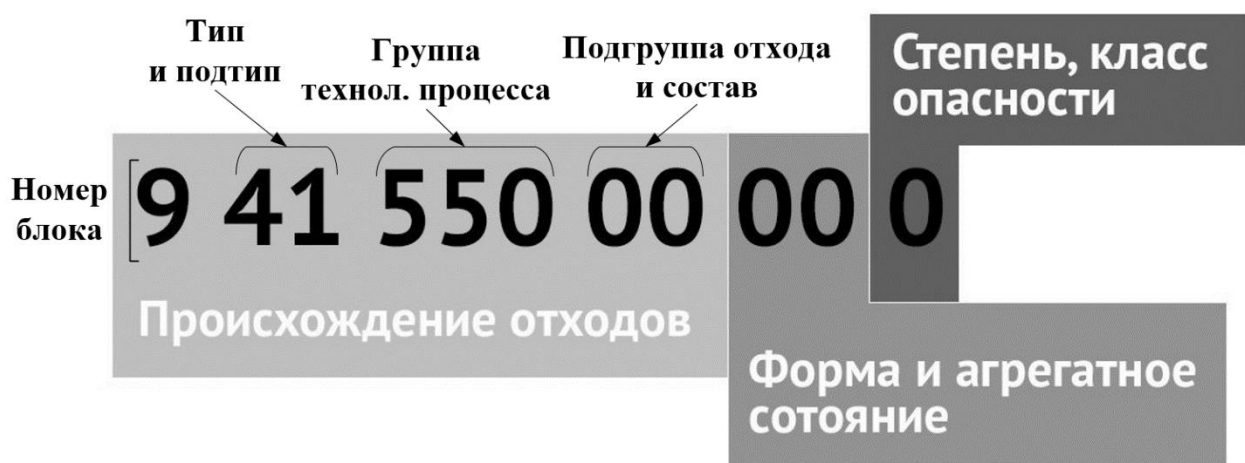 Тип
и подтип
Группа
технол. процесса
Подгруппа отхода
и состав
Степень, класс
опасности
Номер
блока
9 41 550 00 00 0
Происхождение отходов
Форма и агрегатное
сотояние